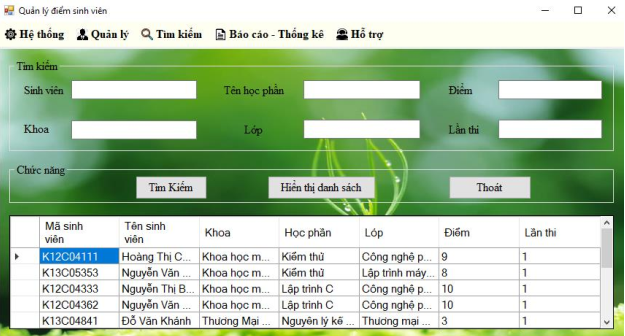 Quản lý điểm sinh viên
Hệ thống Quản lý Tìm kiếm Báo cáo - Thống kê Hỗ trợ
Tìm kiếm
Sinh viên Tên học phần Điểm
Khoa Lớp Lần thi
Chức năng
Tìm Kiếm Hiển thị danh sách Thoát
Mã sinh viên Tên sinh viên Khoa Học phần Lớp Điểm Lần thi
K12C04111 Hoàng Thị C... Khoa học m... Kiểm thử Công nghệ p... 9 1
K13C05353 Nguyễn Văn ... Khoa học m... Kiểm thử Lập trình máy... 8 1
K12C04333 Nguyễn Thị B... Khoa học m... Lập trình C Công nghệ p... 10 1
K12C04362 Nguyễn Văn ... Khoa học m... Lập trình C Công nghệ p... 10 1
K13C04841 Đỗ Văn Khánh Thương Mại ... Nguyên lý kế ... Thương mại ... 3 1